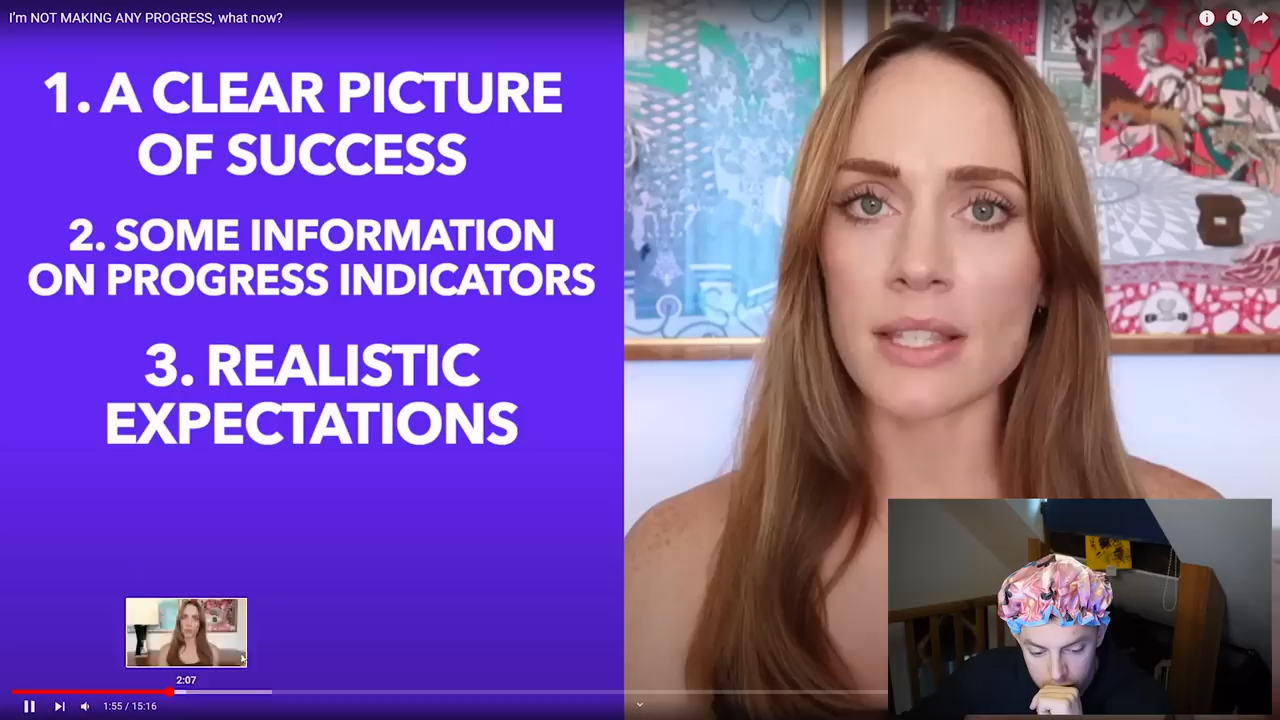 I'm NOT MAKING ANY PROGRESS, what now?
1. A CLEAR PICTURE
OF SUCCESS
2. SOME INFORMATION
ON PROGRESS INDICATORS
3. REALISTIC
EXPECTATIONS
2:07
1:55 / 15:16